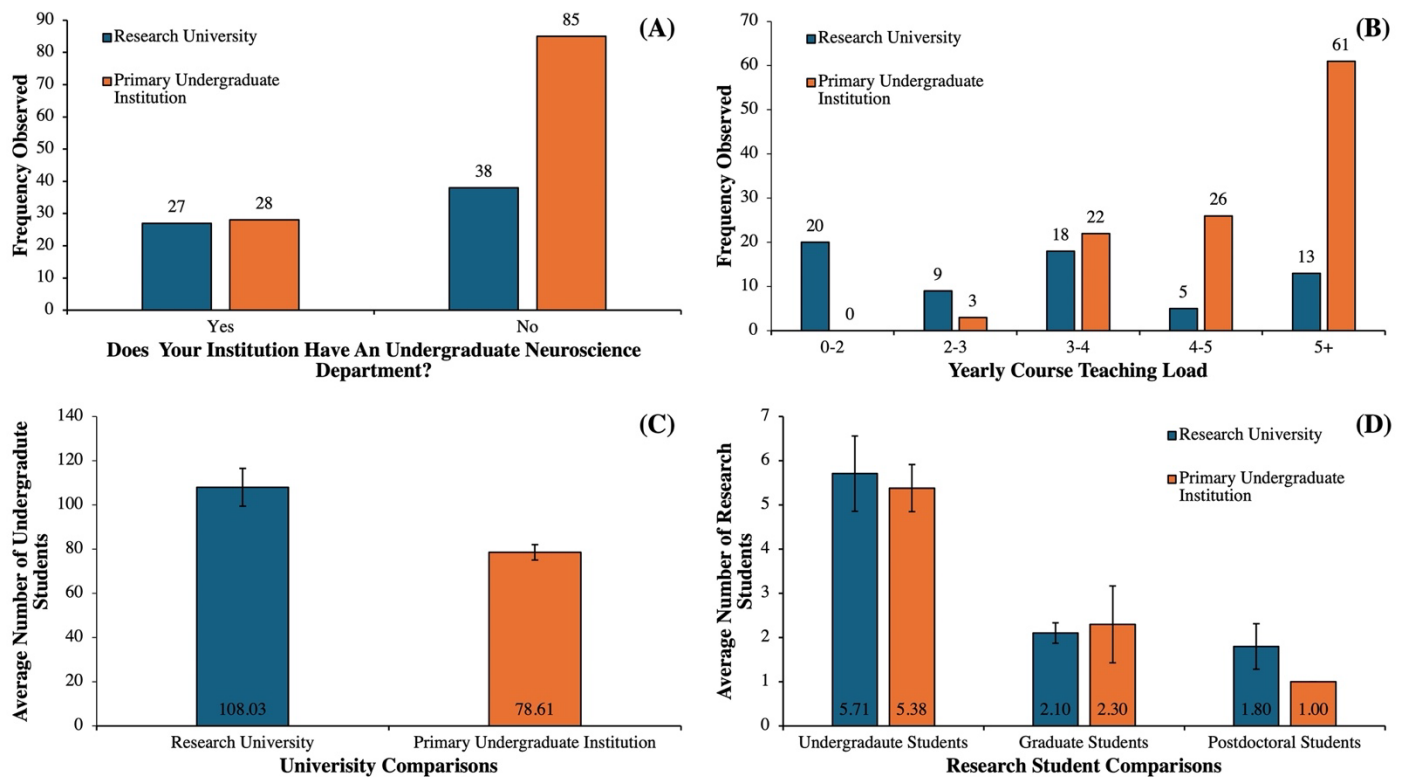 (A)
90
80
70
60
50
40
30
20
10
0
Frequency Observed
Research University
Primary Undergraduate
Institution
27
28
38
85
Yes
No
Does Your Institution Have An Undergraduate Neuroscience
Department?
(B)
70
60
50
40
30
20
10
0
Frequency Observed
Research University
Primary Undergraduate
Institution
20
0
9
3
18
22
5
26
13
61
0-2
2-3
3-4
4-5
5+
Yearly Course Teaching Load
(C)
140
120
100
80
60
40
20
0
Average Number of Undergradute
Students
108.03
78.61
Research University
Primary Undergraduate Institution
Univerisity Comparisons
(D)
7
6
5
4
3
2
1
0
Average Number of Research
Students
Research University
Primary Undergraduate
Institution
5.71
5.38
2.10
2.30
1.80
1.00
Undergradaute Students
Graduate Students
Postdoctoral Students
Research Student Comparisons